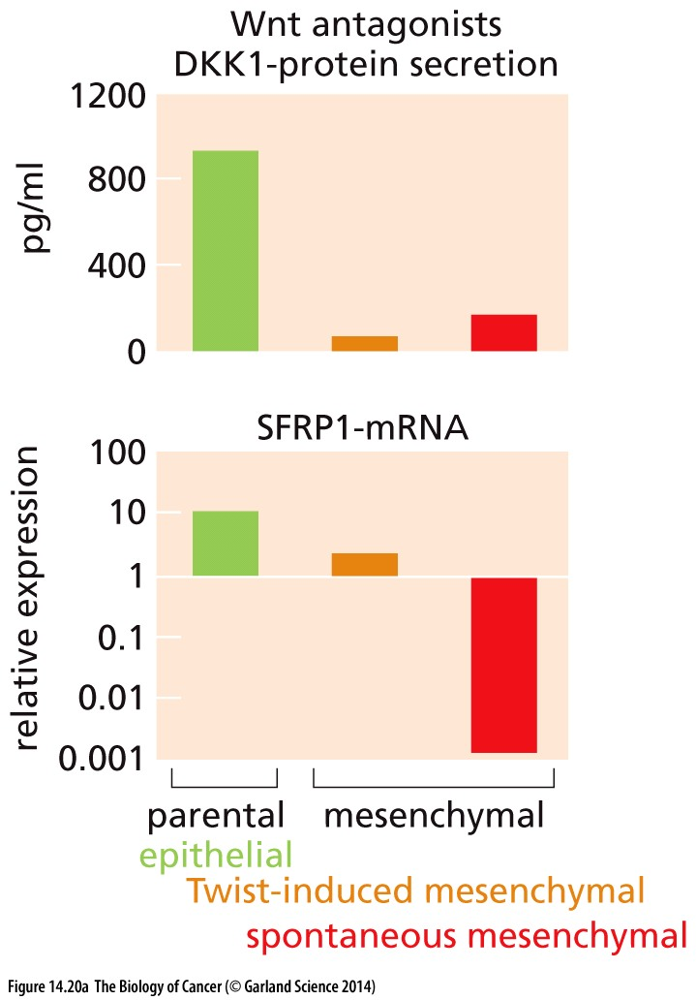 Wnt antagonists
DKK1-protein secretion
1200
800
400
0
pg/ml
SFRP1-mRNA
100
10
1
0.1
0.01
0.001
relative expression
parental mesenchymal
epithelial
Twist-induced mesenchymal
spontaneous mesenchymal
Figure 14.20a The Biology of Cancer (© Garland Science 2014)